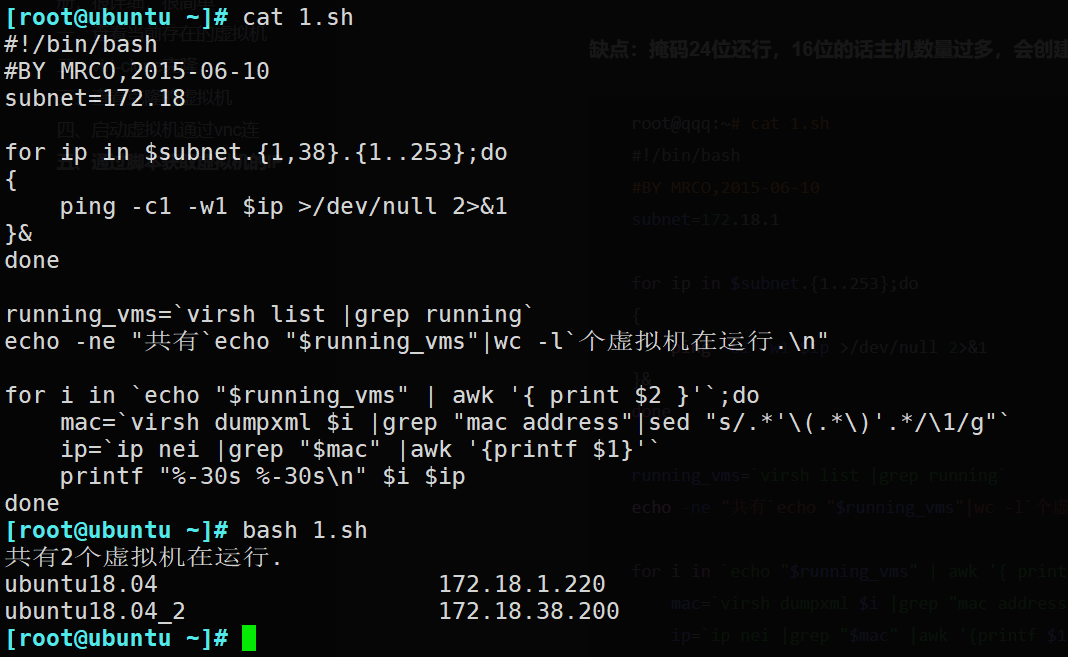 [root@ubuntu ~]# cat 1.sh
#!/bin/bash
#BY MRCO,2015-06-10
subnet=172.18

for ip in $subnet.{1,38}.{1..253};do
{
    ping -c1 -w1 $ip >/dev/null 2>&1
}&
done

running_vms=`virsh list |grep running`
echo -ne "共有`echo "$running_vms"|wc -l`个虚拟机在运行.\n"

for i in `echo "$running_vms" | awk '{ print $2 }'`;do
    mac=`virsh dumpxml $i |grep "mac address"|sed "s/.*'\(.*\)'.*/\1/g"`
    ip=`ip nei |grep "$mac" |awk '{printf $1}'`
    printf "%-30s %-30s\n" $i $ip
done
[root@ubuntu ~]# bash 1.sh
共有2个虚拟机在运行.
ubuntu18.04                    172.18.1.220
ubuntu18.04_2                  172.18.38.200
[root@ubuntu ~]#
四、启动虚拟机通过vnc连
缺点：掩码24位还行，16位的话主机数量过多，会创建
root@qqq:~# cat 1.sh
#!/bin/bash
#BY MRCO,2015-06-10
subnet=172.18.1
for ip in $subnet.{1..253};do
{
>/dev/null 2>&1
}&
running_vms=`virsh list |grep running`
echo -ne "共有`echo "$running_vms"|wc -l`个虚
for i in `echo "$running_vms" | awk '{ print
mac=`virsh dumpxml $i |grep "mac address
ip=`ip nei |grep "$mac" |awk '{printf $1